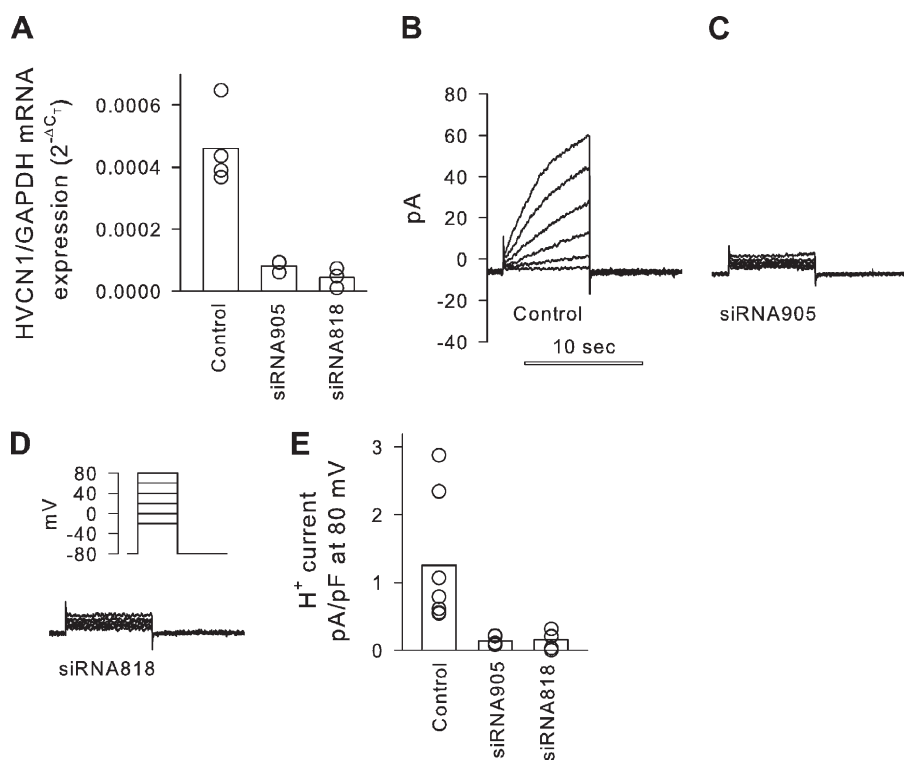 A
HVCN1/GAPDH mRNA
expression (2^-ΔC_T)
0.0006
0.0004
0.0002
0.0000
Control
siRNA905
siRNA818
B
pA
80
60
40
20
0
-20
-40
Control
10 sec
C
siRNA905
D
mV
80
40
0
-40
-80
siRNA818
E
H+ current
pA/pF at 80 mV
3
2
1
0
Control
siRNA905
siRNA818